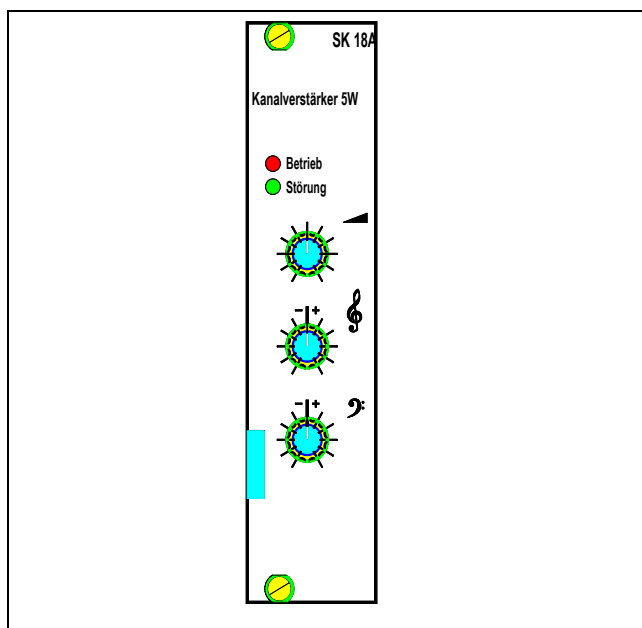 SK 18A
Kanalverstärker 5W
Betrieb
Störung
- +
- +